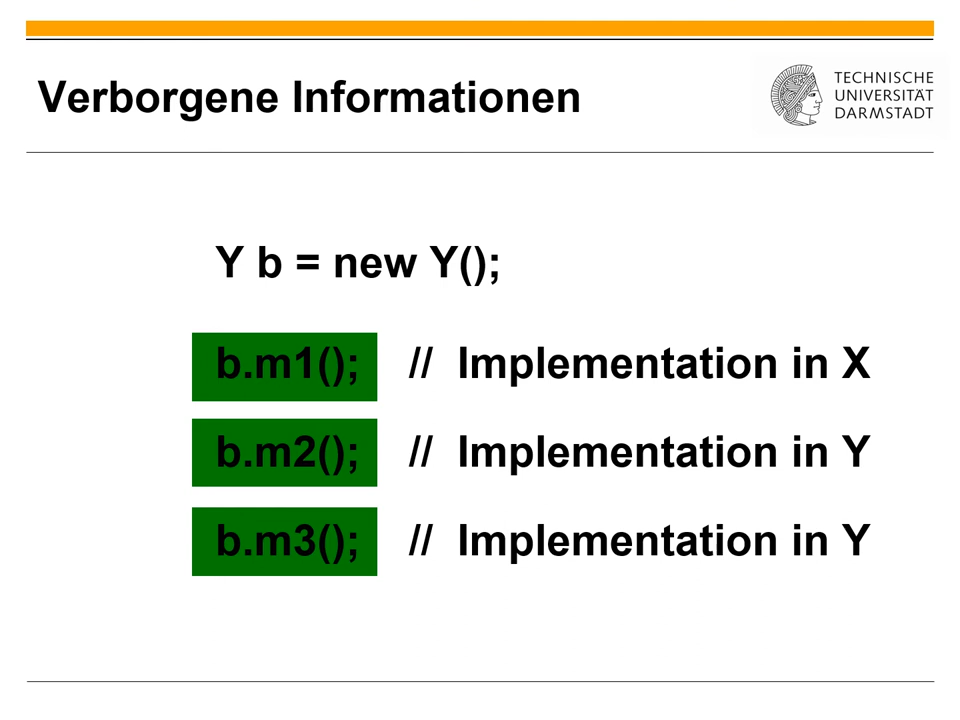 Verborgene Informationen
TECHNISCHE
UNIVERSITÄT
DARMSTADT
Y b = new Y();
b.m1(); // Implementation in X
b.m2(); // Implementation in Y
b.m3(); // Implementation in Y